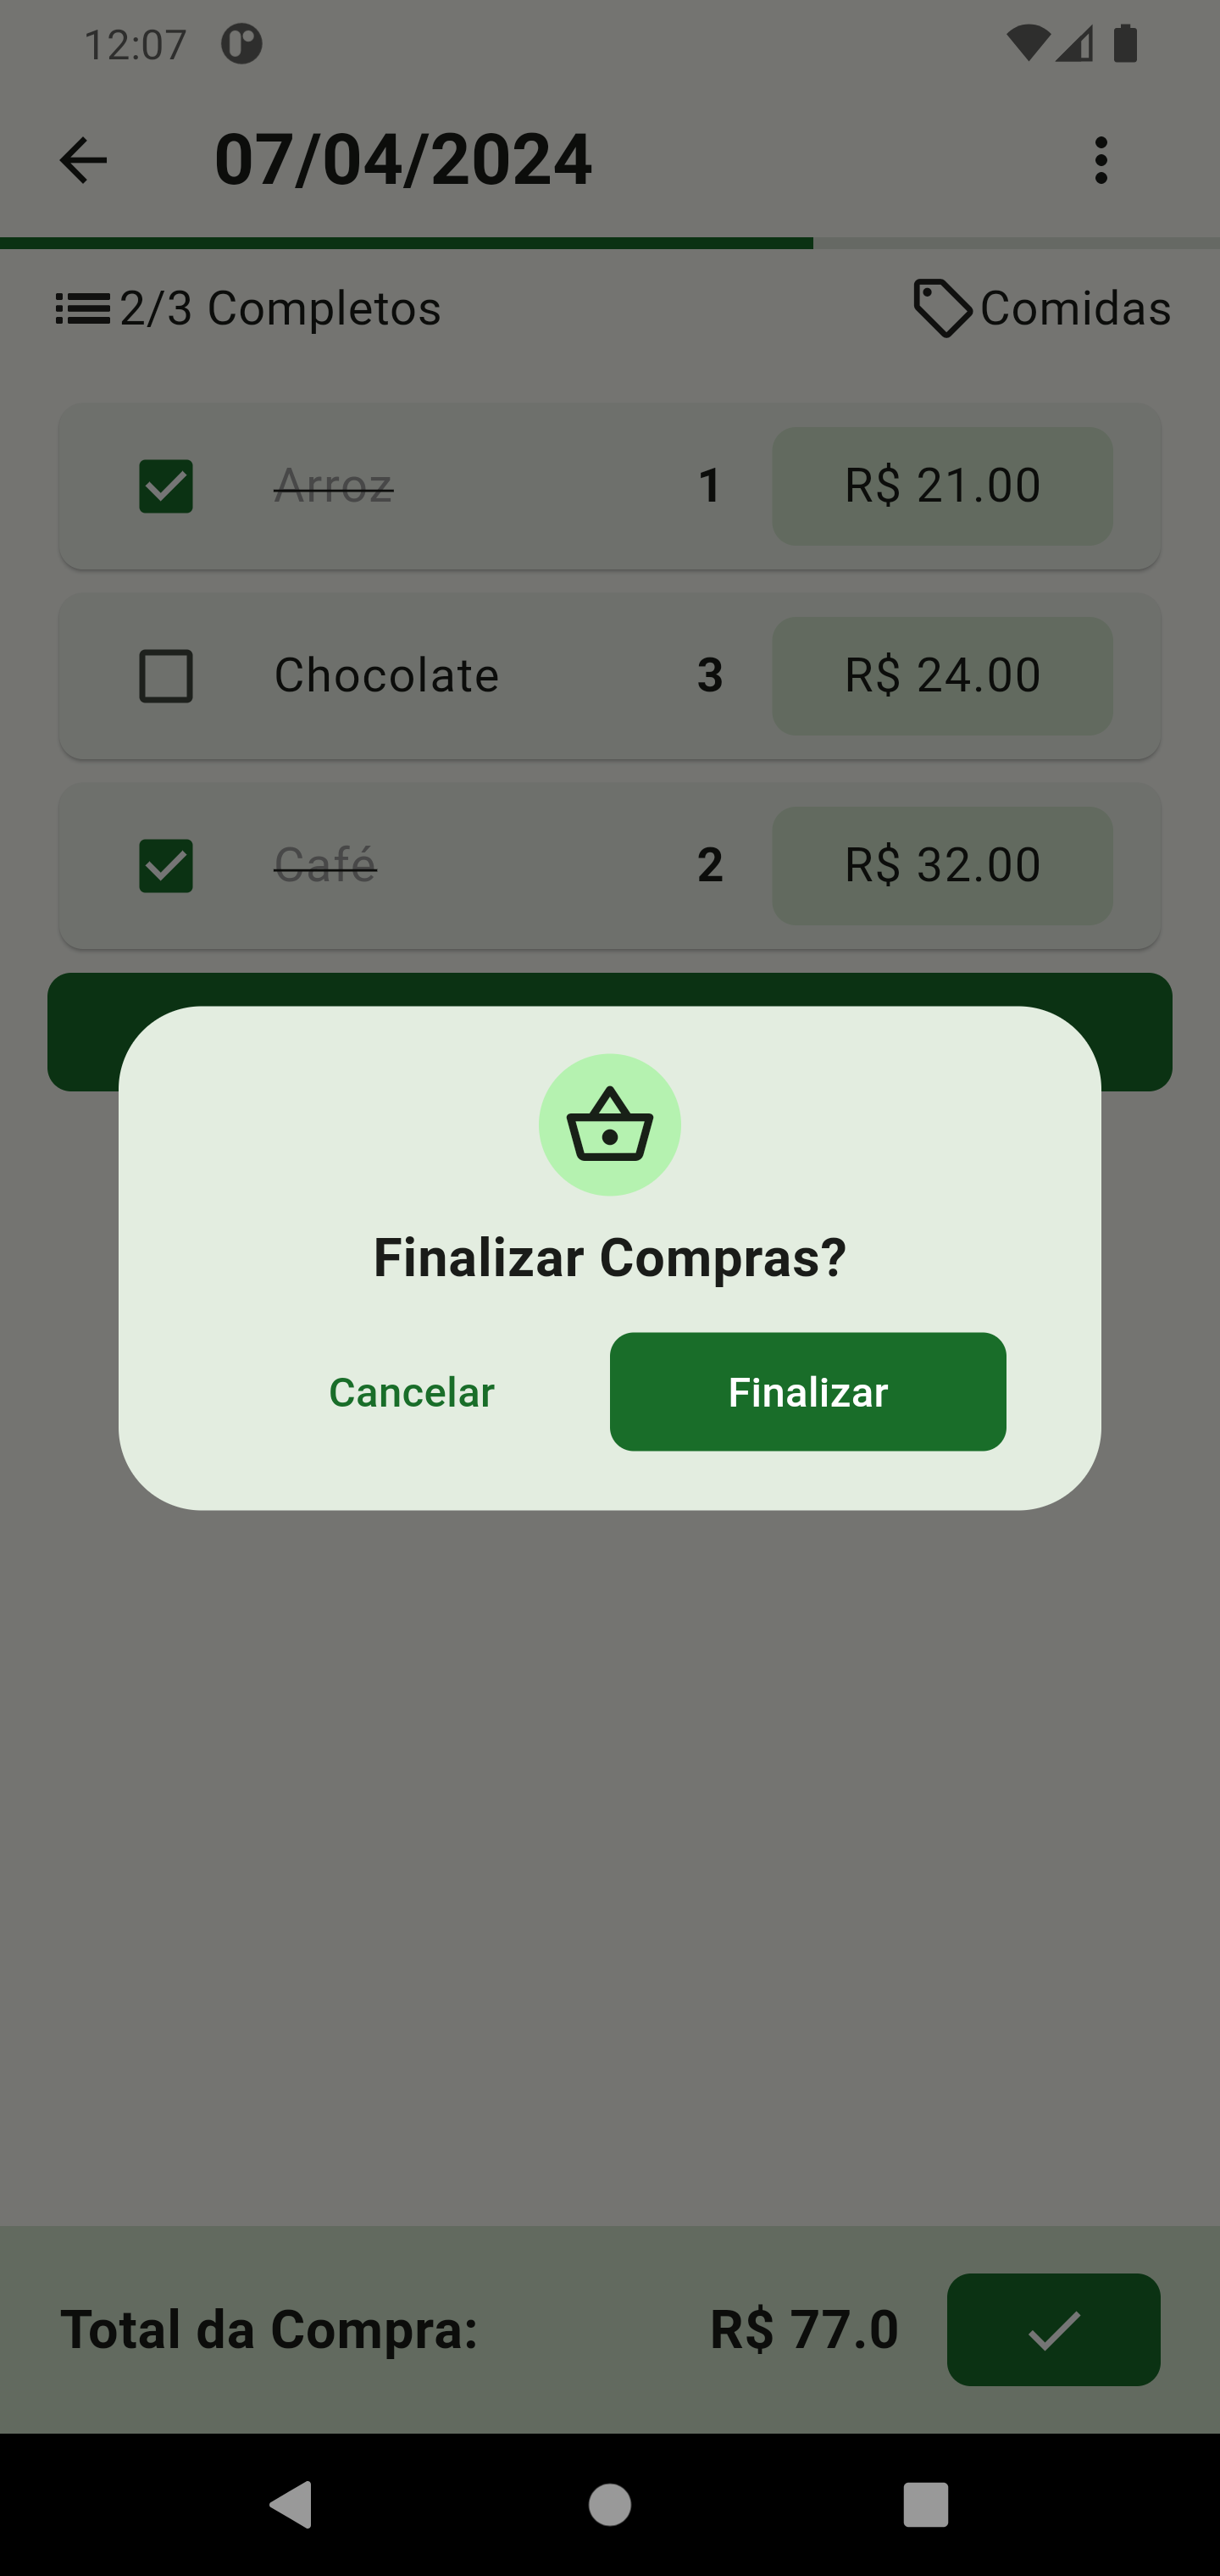 12:07
07/04/2024
2/3 Completos Comidas
Arroz 1 R$ 21.00
Chocolate 3 R$ 24.00
Café 2 R$ 32.00
Finalizar Compras?
Cancelar Finalizar
Total da Compra: R$ 77.0